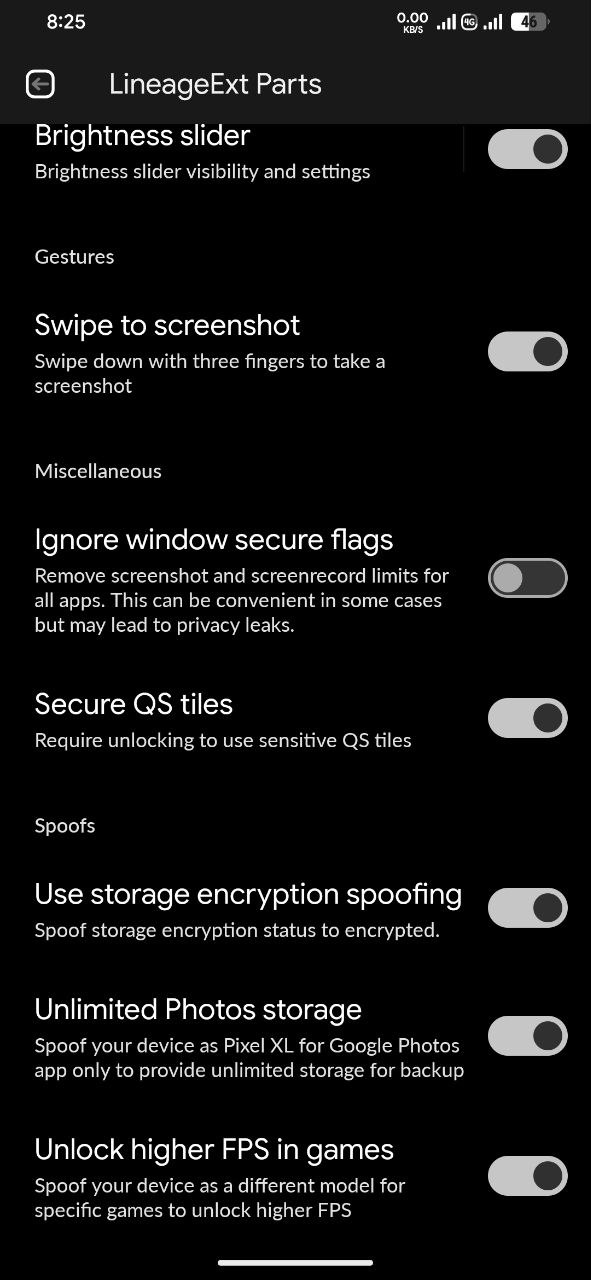 8:25
0.00
KB/S
4G
46
LineageExt Parts
Brightness slider
Brightness slider visibility and settings
Gestures
Swipe to screenshot
Swipe down with three fingers to take a
screenshot
Miscellaneous
Ignore window secure flags
Remove screenshot and screenrecord limits for
all apps. This can be convenient in some cases
but may lead to privacy leaks.
Secure QS tiles
Require unlocking to use sensitive QS tiles
Spoofs
Use storage encryption spoofing
Spoof storage encryption status to encrypted.
Unlimited Photos storage
Spoof your device as Pixel XL for Google Photos
app only to provide unlimited storage for backup
Unlock higher FPS in games
Spoof your device as a different model for
specific games to unlock higher FPS